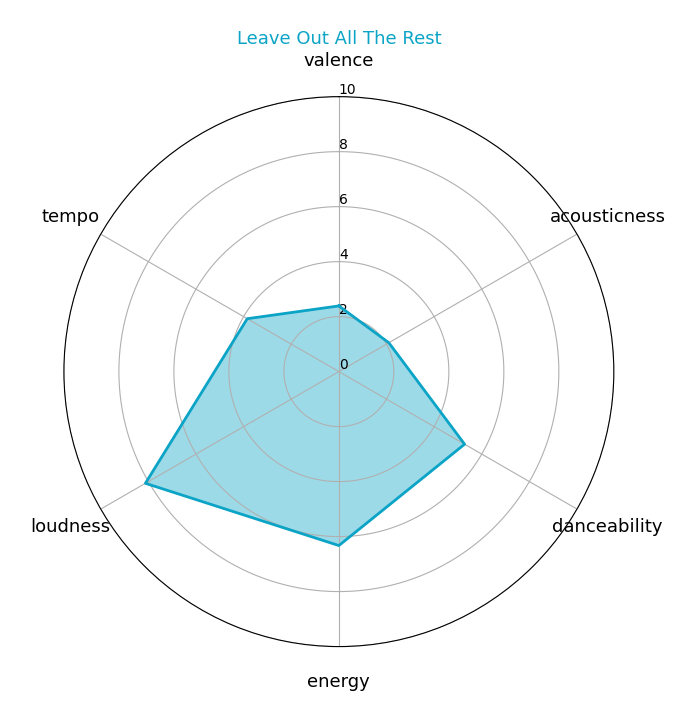 Leave Out All The Rest
valence
10
8
6
4
2
0
tempo
acousticness
loudness
danceability
energy